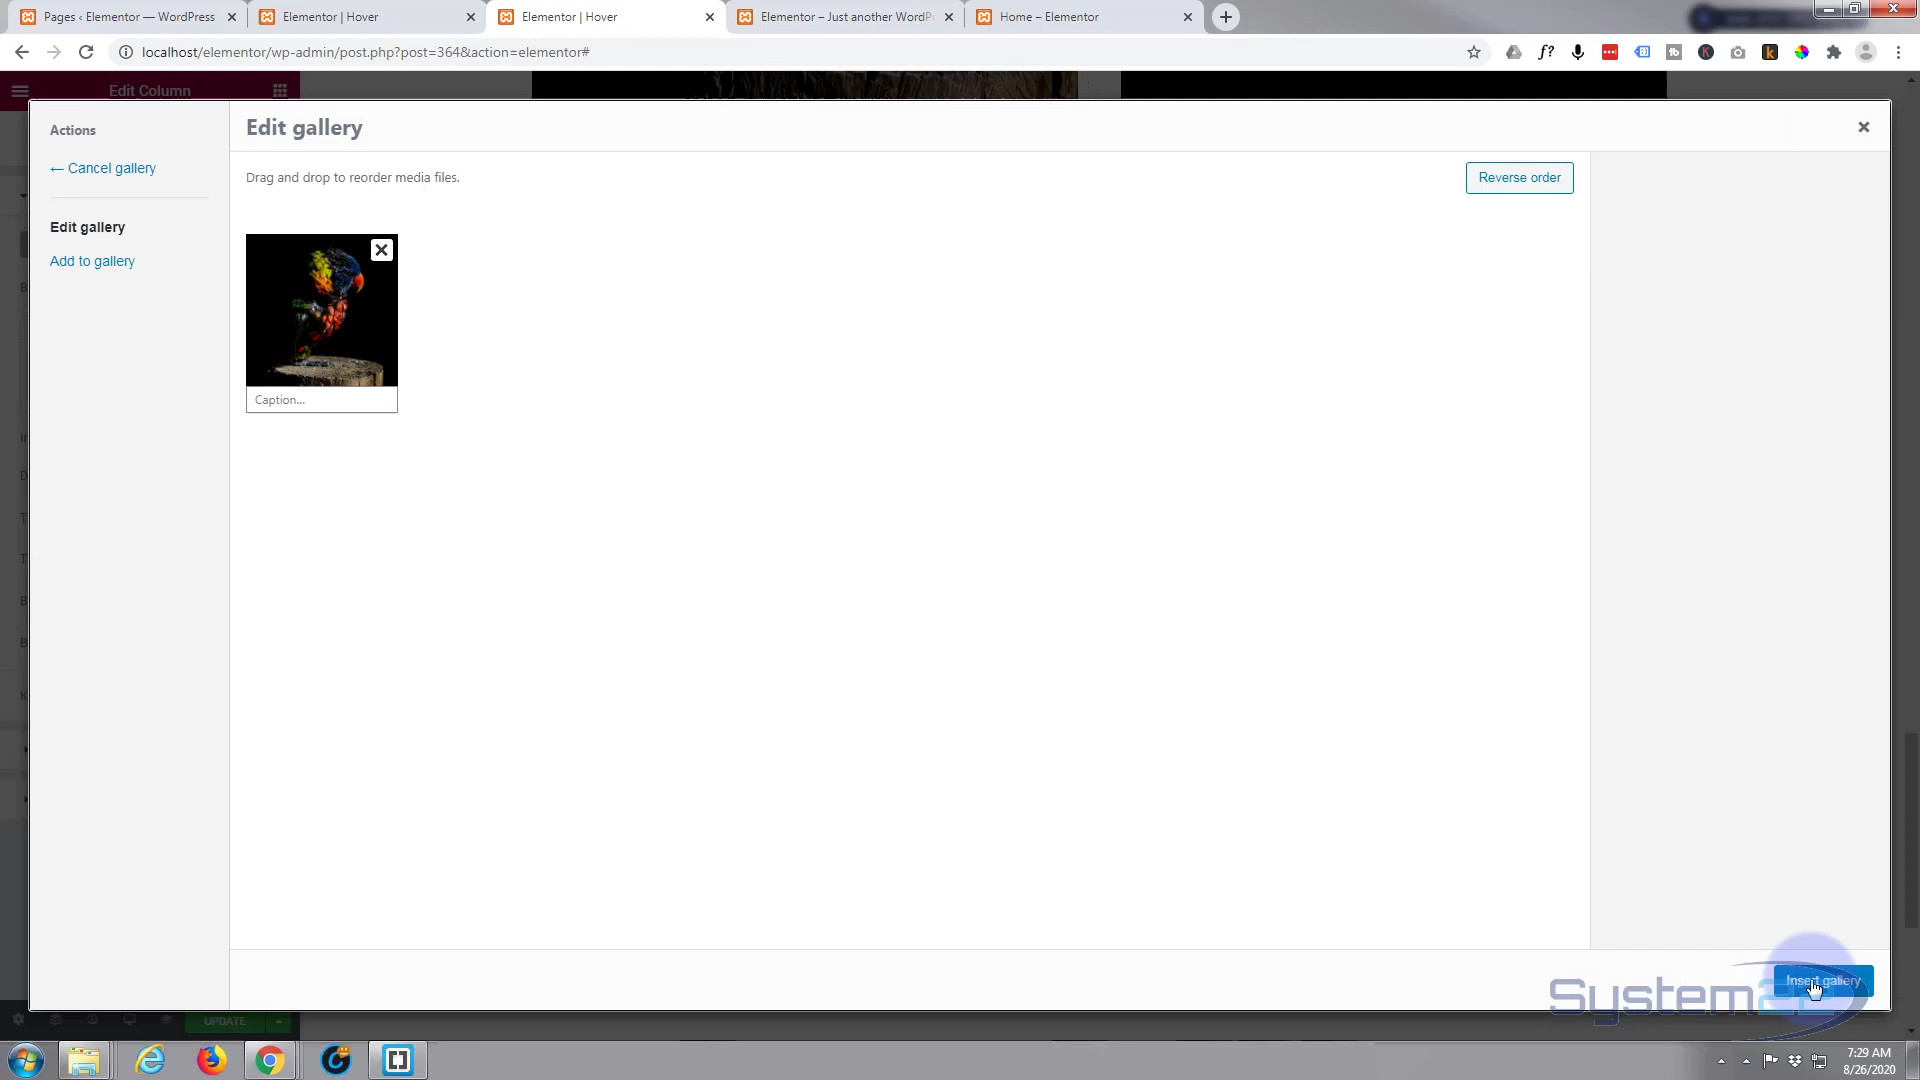 Pages ‹ Elementor — WordPress
Elementor | Hover
Elementor | Hover
Elementor – Just another WordP
Home – Elementor
localhost/elementor/wp-admin/post.php?post=364&action=elementor#
Edit Column
Actions
← Cancel gallery
Edit gallery
Add to gallery
Edit gallery
Drag and drop to reorder media files.
Reverse order
Caption...
Insert gallery
System22
UPDATE
7:29 AM
8/26/2020